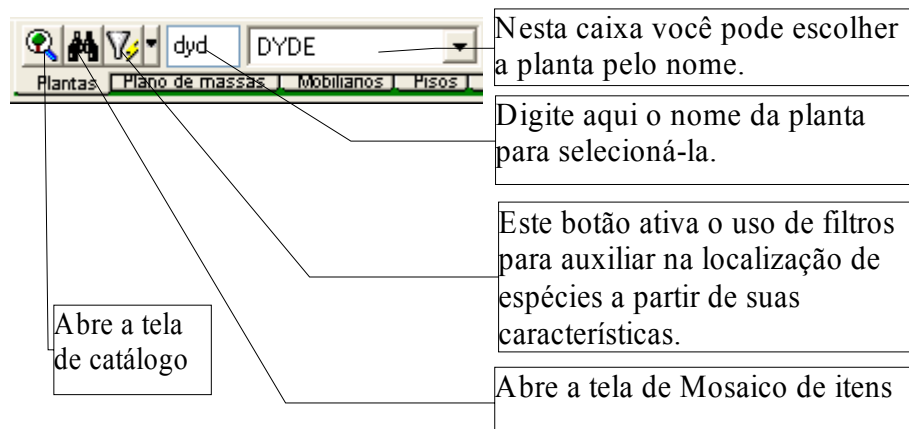 dyd
DYDE
Plantas
Plano de massas
Mobilianos
Pisos
Nesta caixa você pode escolher
a planta pelo nome.
Digite aqui o nome da planta
para selecioná-la.
Este botão ativa o uso de filtros
para auxiliar na localização de
espécies a partir de suas
características.
Abre a tela
de catálogo
Abre a tela de Mosaico de itens